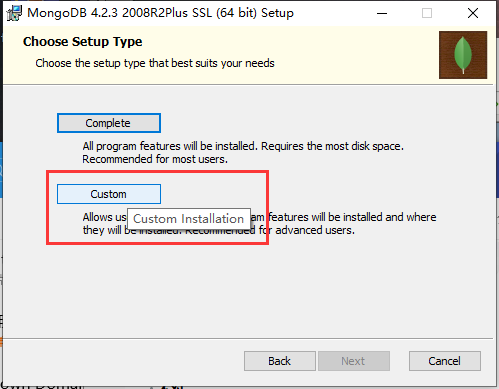 MongoDB 4.2.3 2008R2Plus SSL (64 bit) Setup
Choose Setup Type
Choose the setup type that best suits your needs
Complete
All program features will be installed. Requires the most disk space.
Recommended for most users.
Custom
Allows us
Custom Installation
am features will be installed and where
they will be installed. Recommended for advanced users.
Back
Next
Cancel